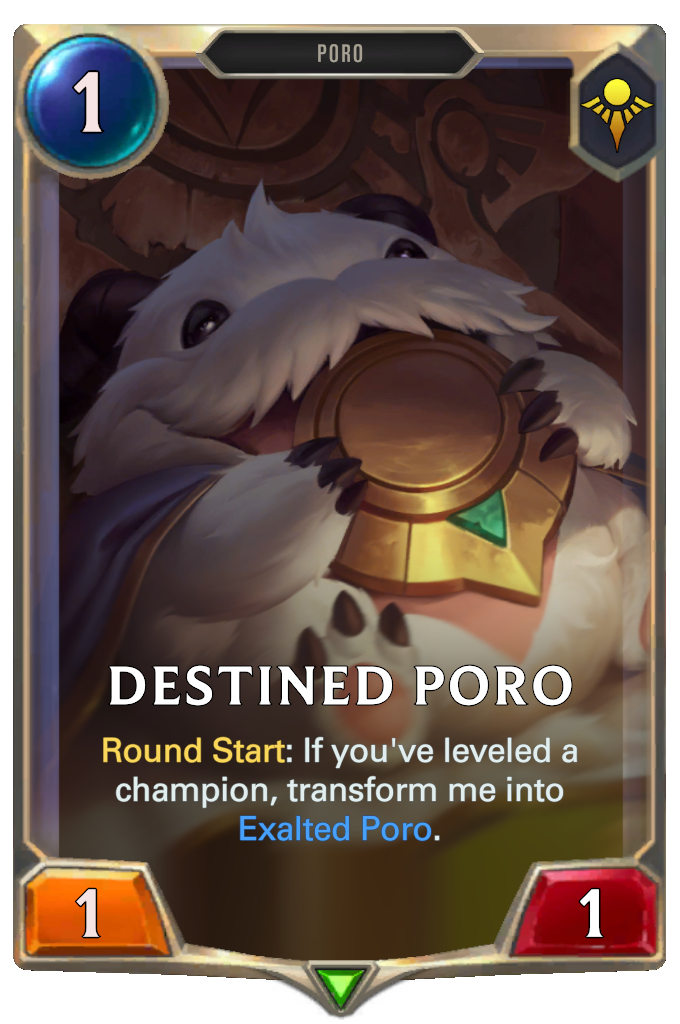 PORO
1
DESTINED PORO
Round Start: If you've leveled a
champion, transform me into
Exalted Poro.
1
1